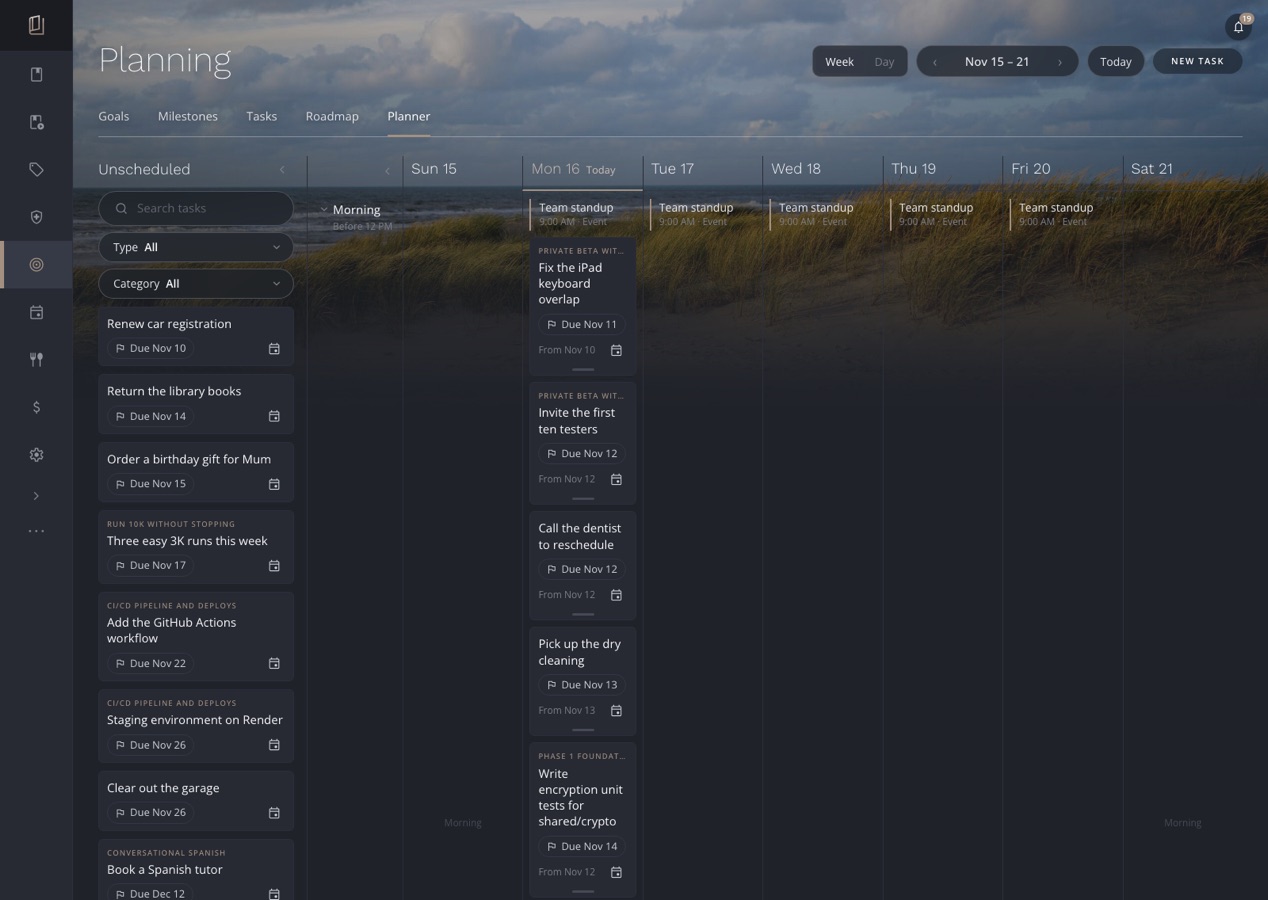 19
Planning
Week Day
Nov 15 – 21
Today
NEW TASK
Goals Milestones Tasks Roadmap Planner
Unscheduled
Sun 15
Mon 16 Today
Tue 17
Wed 18
Thu 19
Fri 20
Sat 21
Search tasks
Type All
Category All
Renew car registration
Due Nov 10
Return the library books
Due Nov 14
Order a birthday gift for Mum
Due Nov 15
RUN 10K WITHOUT STOPPING
Three easy 3K runs this week
Due Nov 17
CI/CD PIPELINE AND DEPLOYS
Add the GitHub Actions
workflow
Due Nov 22
CI/CD PIPELINE AND DEPLOYS
Staging environment on Render
Due Nov 26
Clear out the garage
Due Nov 26
CONVERSATIONAL SPANISH
Book a Spanish tutor
Due Dec 12
Morning
Before 12 PM
Morning
Team standup
9:00 AM · Event
PRIVATE BETA WIT...
Fix the iPad
keyboard
overlap
Due Nov 11
From Nov 10
PRIVATE BETA WIT...
Invite the first
ten testers
Due Nov 12
From Nov 12
Call the dentist
to reschedule
Due Nov 12
From Nov 12
Pick up the dry
cleaning
Due Nov 13
From Nov 13
PHASE 1 FOUNDAT...
Write
encryption unit
tests for
shared/crypto
Due Nov 14
From Nov 12
Team standup
9:00 AM · Event
Team standup
9:00 AM · Event
Team standup
9:00 AM · Event
Team standup
9:00 AM · Event
Morning